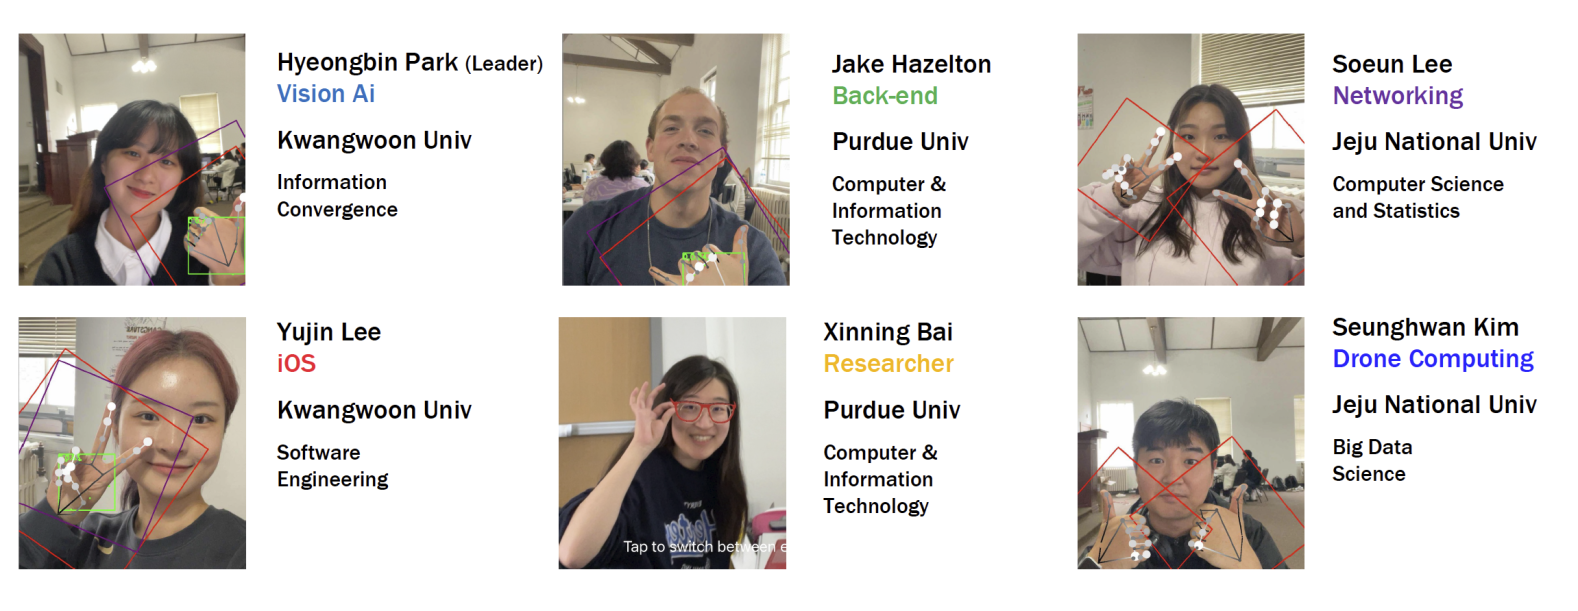 Hyeongbin Park (Leader)
Vision Ai
Kwangwoon Univ
Information
Convergence
Jake Hazelton
Back-end
Purdue Univ
Computer &
Information
Technology
Soeun Lee
Networking
Jeju National Univ
Computer Science
and Statistics
Yujin Lee
iOS
Kwangwoon Univ
Software
Engineering
Xinning Bai
Researcher
Purdue Univ
Computer &
Information
Technology
Tap to switch between e
Seunghwan Kim
Drone Computing
Jeju National Univ
Big Data
Science